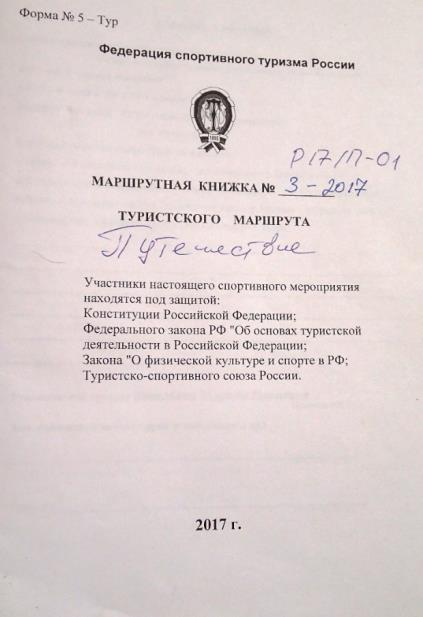 Форма № 5 – Тур
Федерация спортивного туризма России
Р17/П-01
МАРШРУТНАЯ КНИЖКА № 3 - 2017
ТУРИСТСКОГО МАРШРУТА
Путешествие
Участники настоящего спортивного мероприятия
находятся под защитой:
Конституции Российской Федерации;
Федерального закона РФ "Об основах туристской
деятельности в Российской Федерации;
Закона "О физической культуре и спорте в РФ;
Туристско-спортивного союза России.
2017 г.